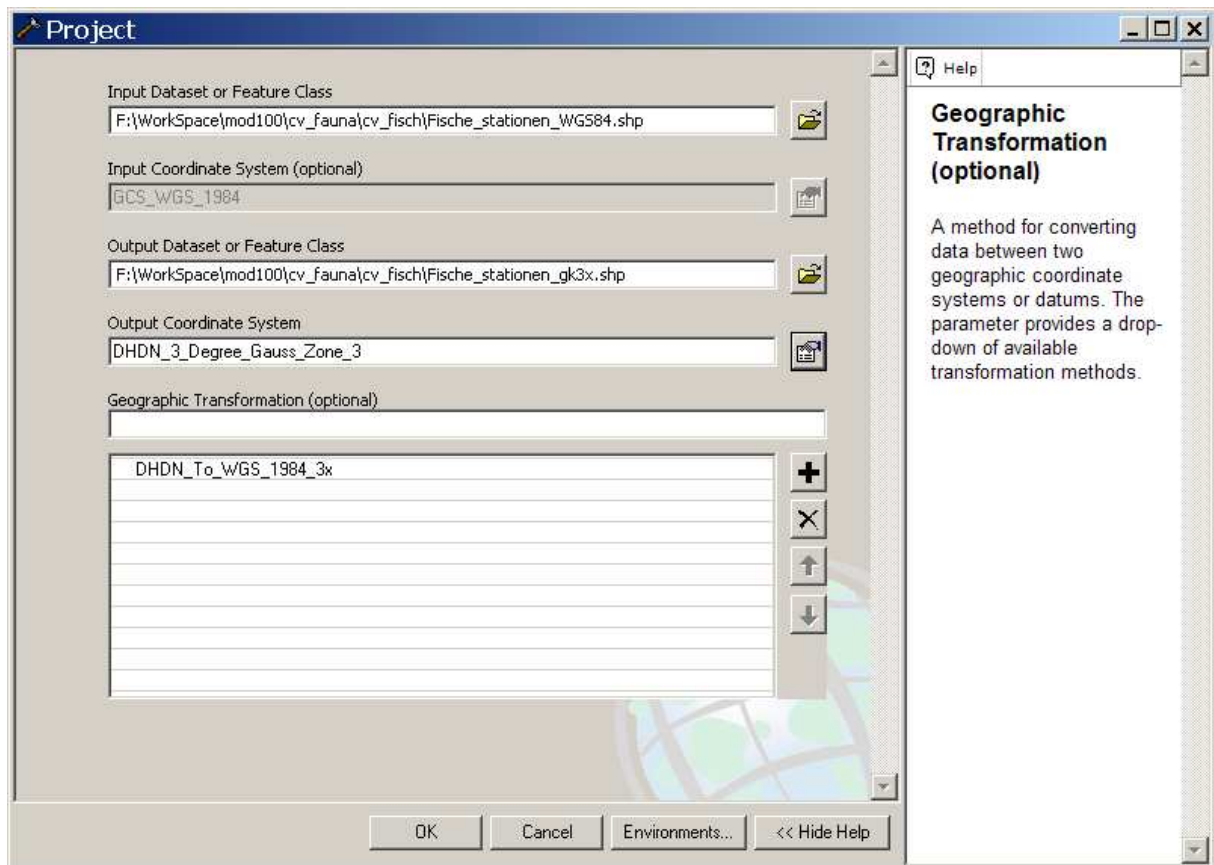 Project
Input Dataset or Feature Class
F:\WorkSpace\mod100\cv_fauna\cv_fisch\Fische_stationen_WGS84.shp
Input Coordinate System (optional)
GCS_WGS_1984
Output Dataset or Feature Class
F:\WorkSpace\mod100\cv_fauna\cv_fisch\Fische_stationen_gk3x.shp
Output Coordinate System
DHDN_3_Degree_Gauss_Zone_3
Geographic Transformation (optional)
DHDN_To_WGS_1984_3x
OK
Cancel
Environments...
<< Hide Help
Help
Geographic
Transformation
(optional)
A method for converting
data between two
geographic coordinate
systems or datums. The
parameter provides a drop-
down of available
transformation methods.